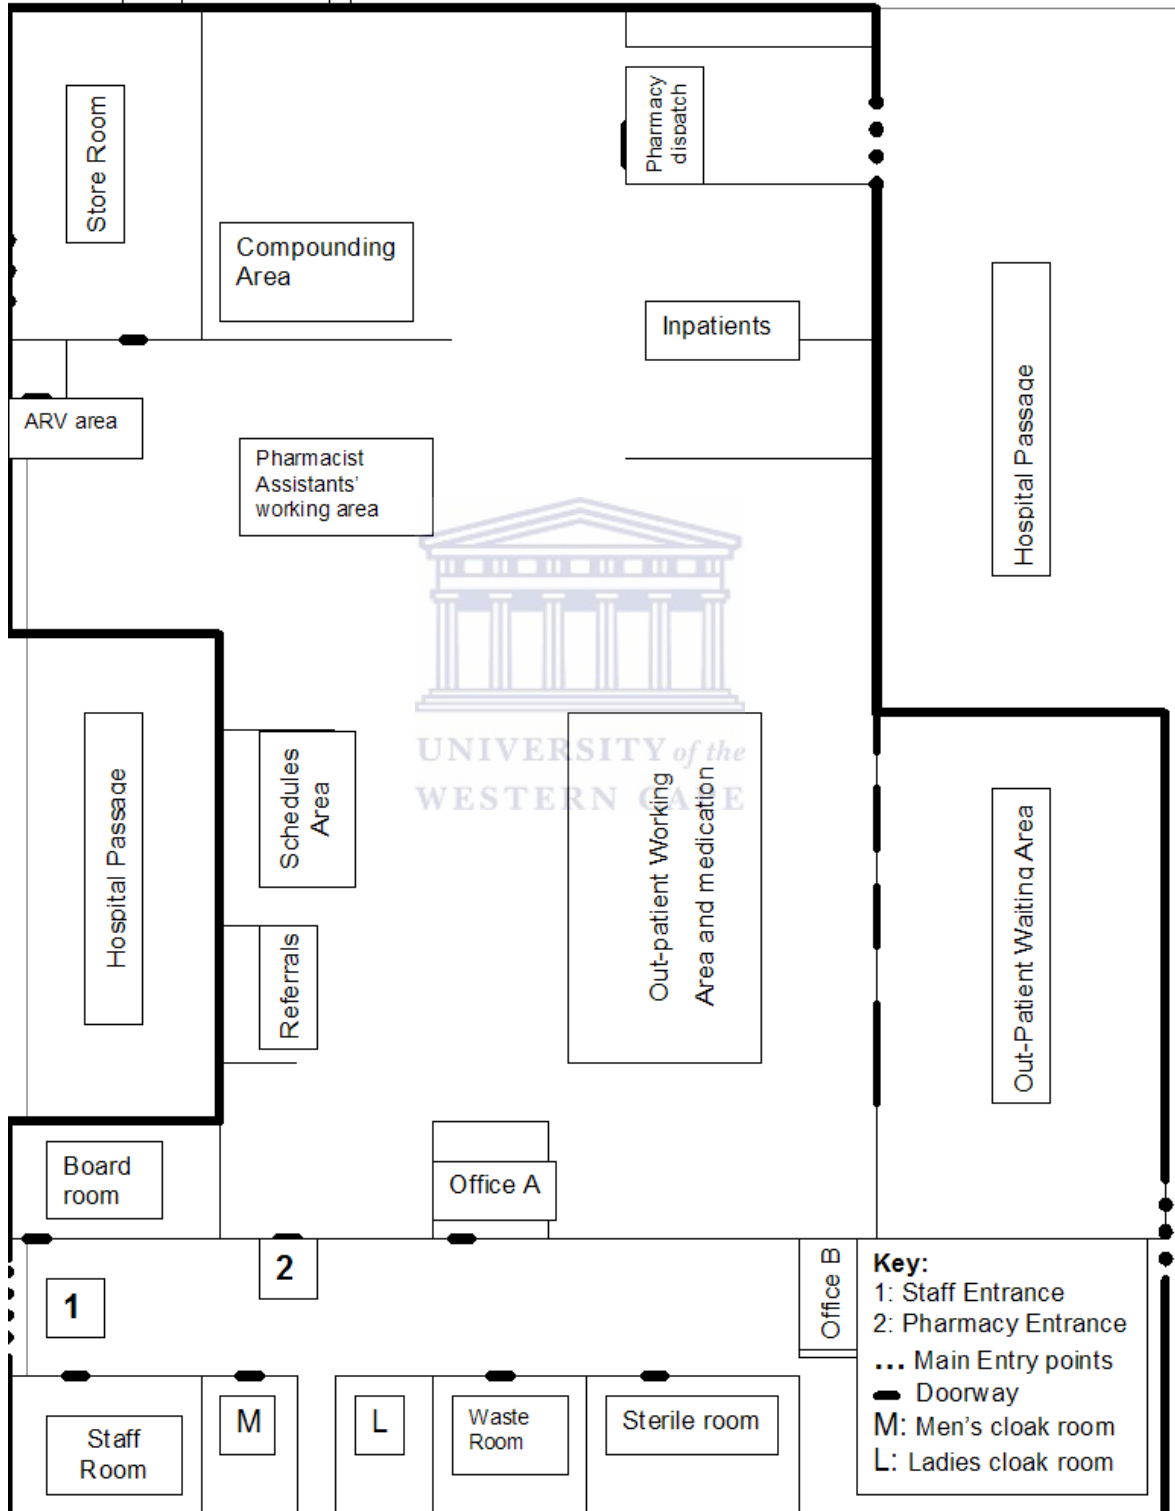 Pharmacy
dispatch
Store Room
Compounding
Area
Inpatients
Hospital Passage
ARV area
Pharmacist
Assistants'
working area
UNIVERSITY of the
WESTERN CAPE
Hospital Passage
Schedules
Area
Referrals
Out-patient Working
Area and medication
Out-Patient Waiting Area
Board
room
Office A
2
1
Office B
Key:
1: Staff Entrance
2: Pharmacy Entrance
... Main Entry points
Doorway
M: Men's cloak room
L: Ladies cloak room
Staff
Room
M
L
Waste
Room
Sterile room